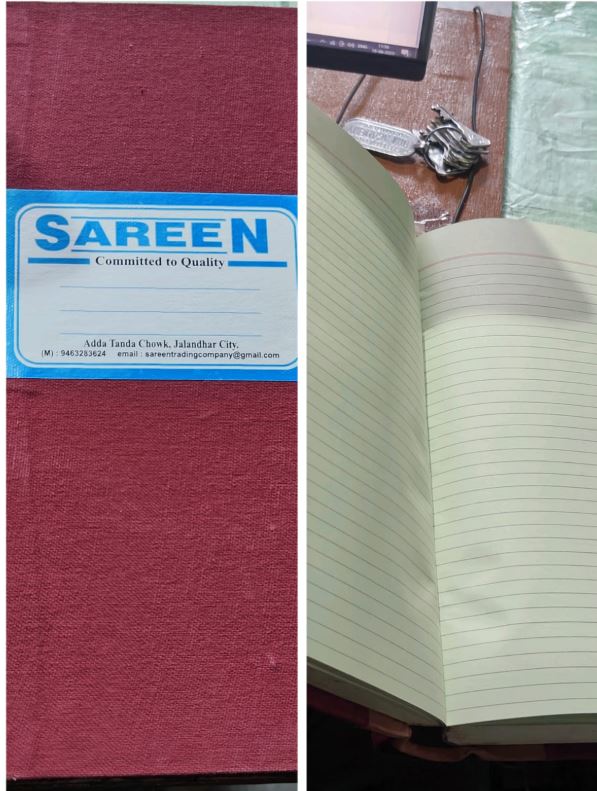 SAREEN
Committed to Quality
Adda Tanda Chowk, Jalandhar City.
(M) : 9463283624 email : sareentradingcompany@gmail.com